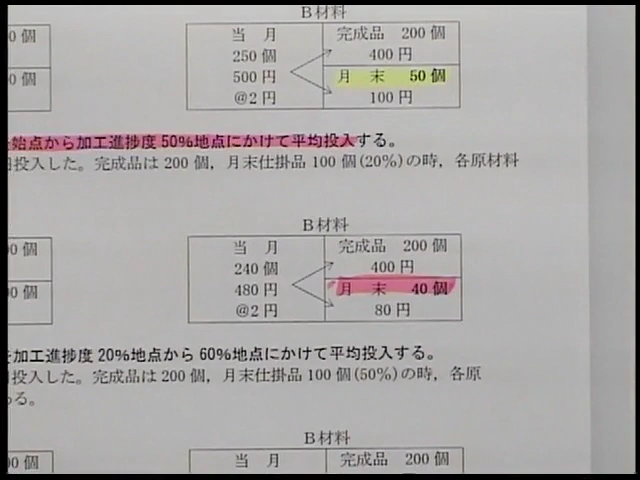 B材料
0個
当 月
完成品 200個
250個
400円
0個
500円
月 末 50個
@2円
100円
始点から加工進捗度50%地点にかけて平均投入する。
投入した。完成品は200個，月末仕掛品100個(20%)の時，各原材料
B材料
00個
当 月
完成品 200個
240個
400円
00個
480円
月 末 40個
@2円
80円
加工進捗度20%地点から60%地点にかけて平均投入する。
投入した。完成品は200個，月末仕掛品100個(50%)の時，各原
る。
B材料
00個
当 月
完成品 200個